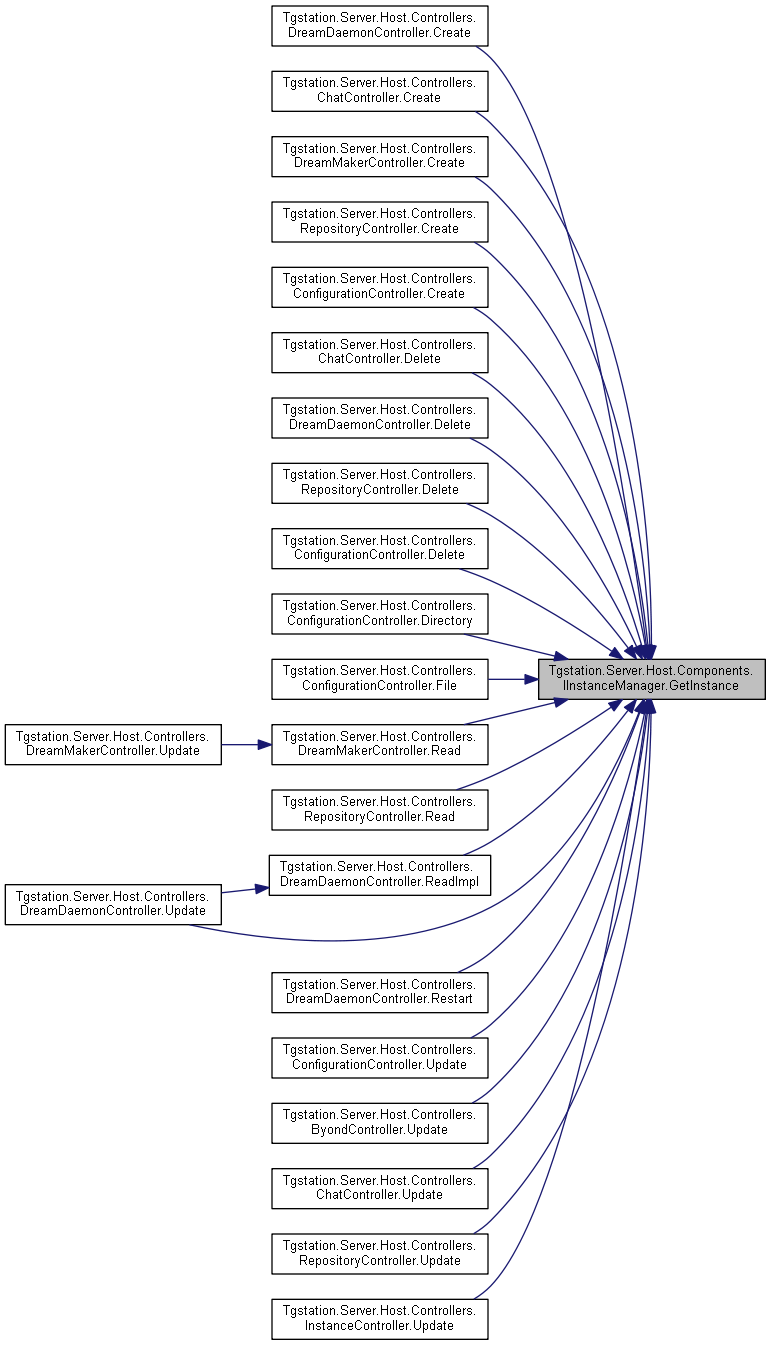 Tgstation.Server.Host.Controllers.
DreamDaemonController.Create
Tgstation.Server.Host.Controllers.
ChatController.Create
Tgstation.Server.Host.Controllers.
DreamMakerController.Create
Tgstation.Server.Host.Controllers.
RepositoryController.Create
Tgstation.Server.Host.Controllers.
ConfigurationController.Create
Tgstation.Server.Host.Controllers.
ChatController.Delete
Tgstation.Server.Host.Controllers.
DreamDaemonController.Delete
Tgstation.Server.Host.Controllers.
RepositoryController.Delete
Tgstation.Server.Host.Controllers.
ConfigurationController.Delete
Tgstation.Server.Host.Controllers.
ConfigurationController.Directory
Tgstation.Server.Host.Controllers.
ConfigurationController.File
Tgstation.Server.Host.Components.
IInstanceManager.GetInstance
Tgstation.Server.Host.Controllers.
DreamMakerController.Update
Tgstation.Server.Host.Controllers.
DreamMakerController.Read
Tgstation.Server.Host.Controllers.
RepositoryController.Read
Tgstation.Server.Host.Controllers.
DreamDaemonController.ReadImpl
Tgstation.Server.Host.Controllers.
DreamDaemonController.Update
Tgstation.Server.Host.Controllers.
DreamDaemonController.Restart
Tgstation.Server.Host.Controllers.
ConfigurationController.Update
Tgstation.Server.Host.Controllers.
ByondController.Update
Tgstation.Server.Host.Controllers.
ChatController.Update
Tgstation.Server.Host.Controllers.
RepositoryController.Update
Tgstation.Server.Host.Controllers.
InstanceController.Update